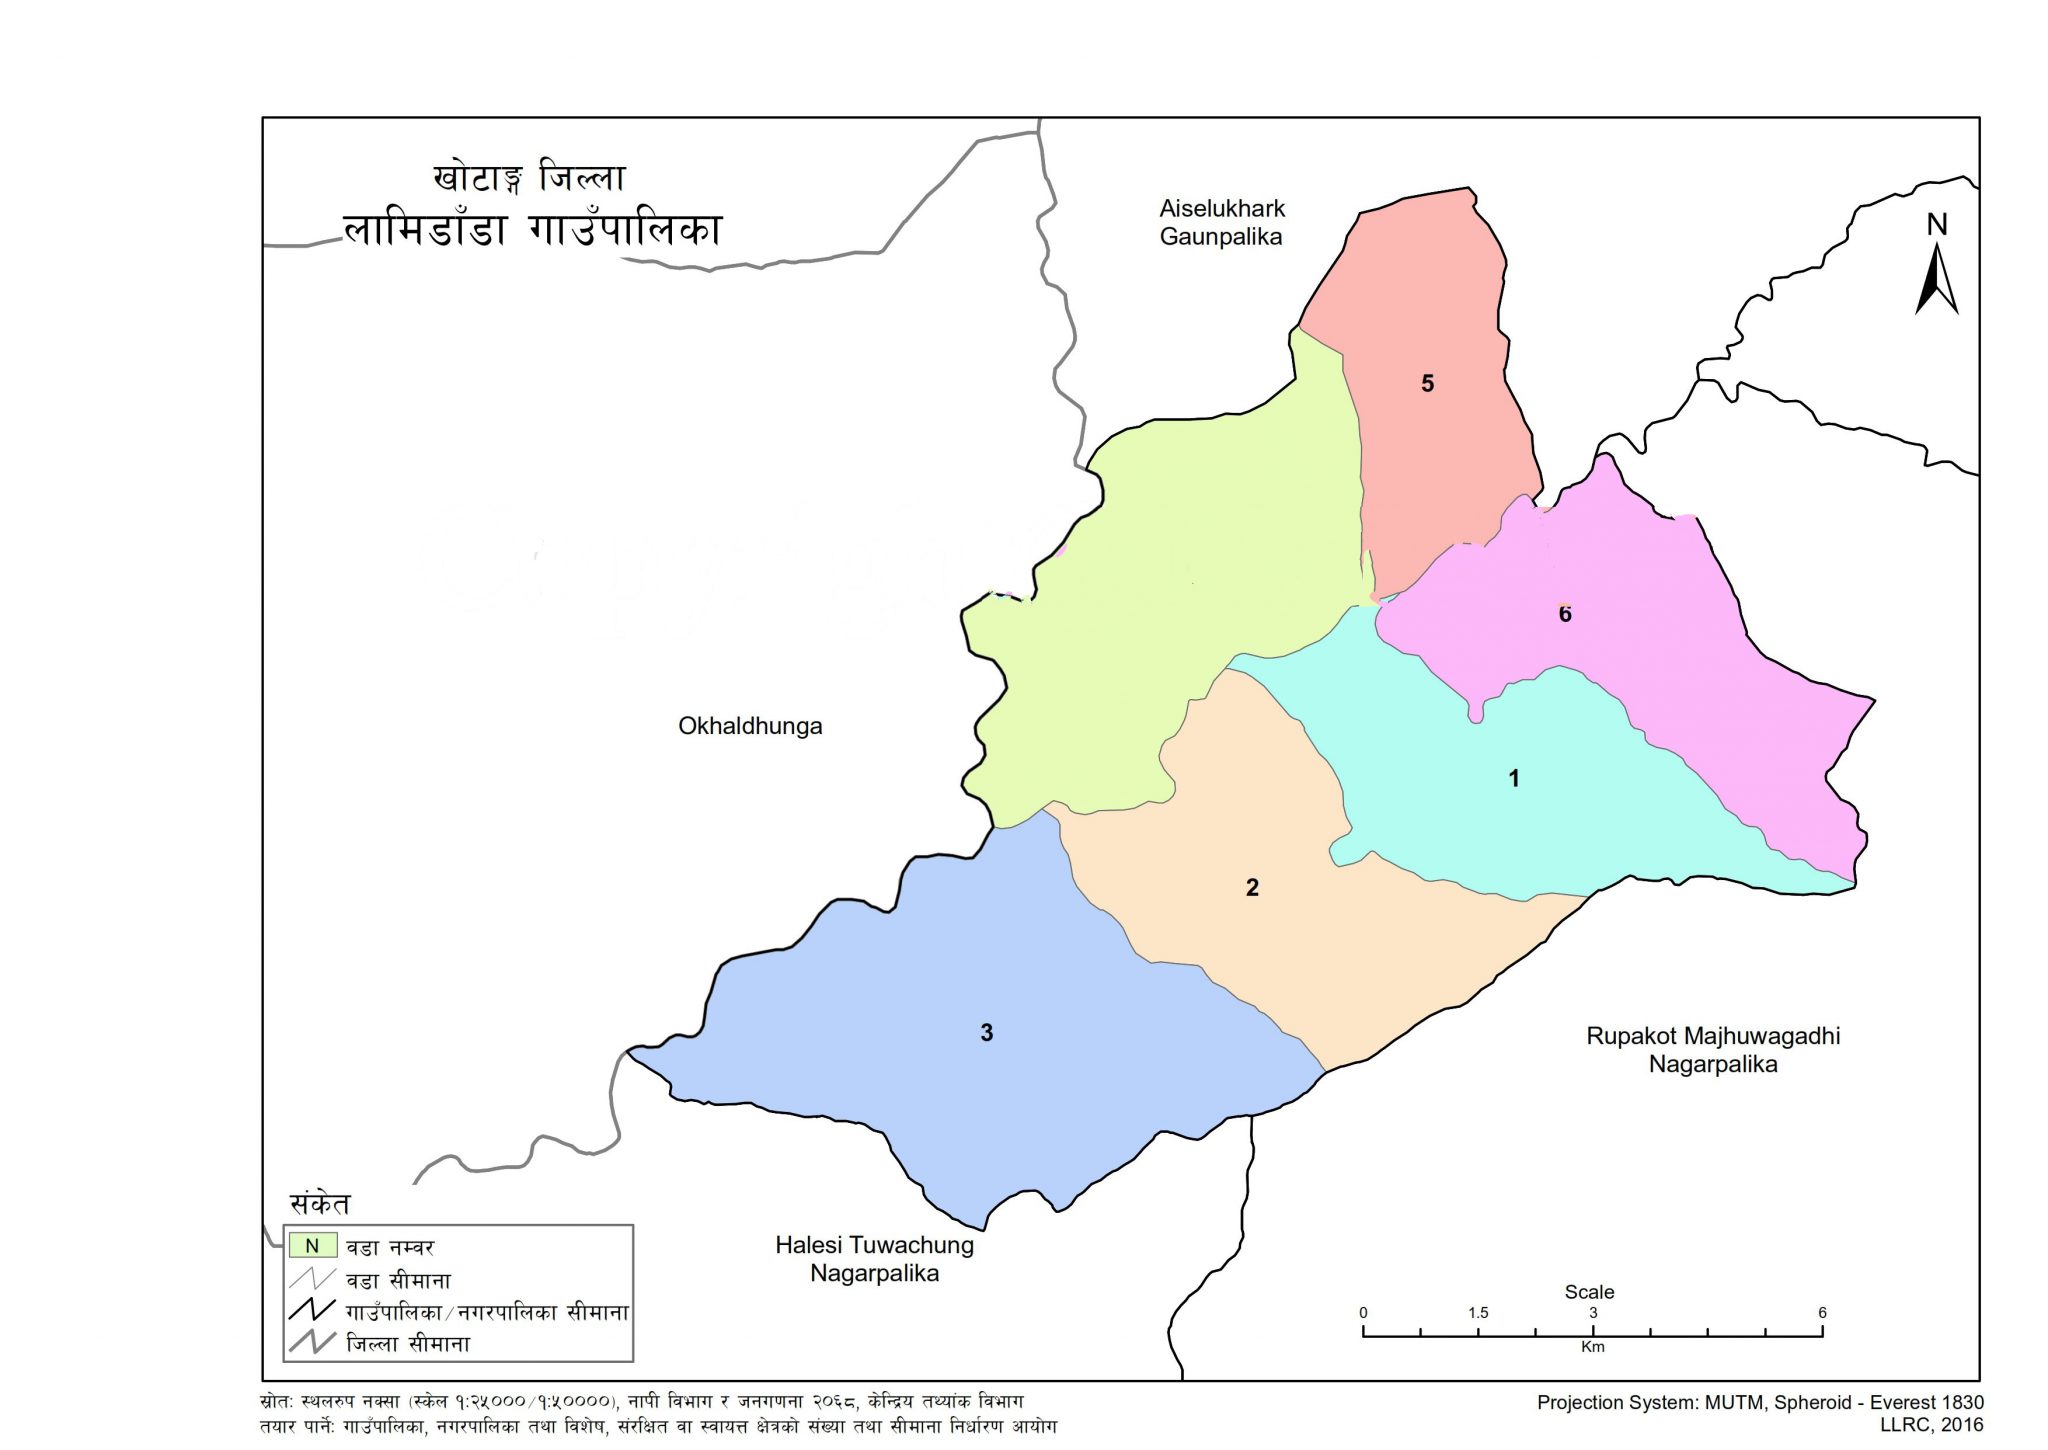 खोटाङ्ग जिल्ला
लामिडाँडा गाउँपालिका
Aiselukhark
Gaunpalika
N
5
6
Okhaldhunga
1
2
3
Rupakot Majhuwagadhi
Nagarpalika
Halesi Tuwachung
Nagarpalika
संकेत
N वडा नम्वर
वडा सीमाना
गाउँपालिका/नगरपालिका सीमाना
जिल्ला सीमाना
Scale
0 1.5 3 6
Km
स्रोतः स्थलरुप नक्सा (स्केल १:२५०००/१:५००००), नापी विभाग र जनगणना २०६८, केन्द्रिय तथ्यांक विभाग
तयार पार्नेः गाउँपालिका, नगरपालिका तथा विशेष, संरक्षित वा स्वायत्त क्षेत्रको संख्या तथा सीमाना निर्धारण आयोग
Projection System: MUTM, Spheroid - Everest 1830
LLRC, 2016